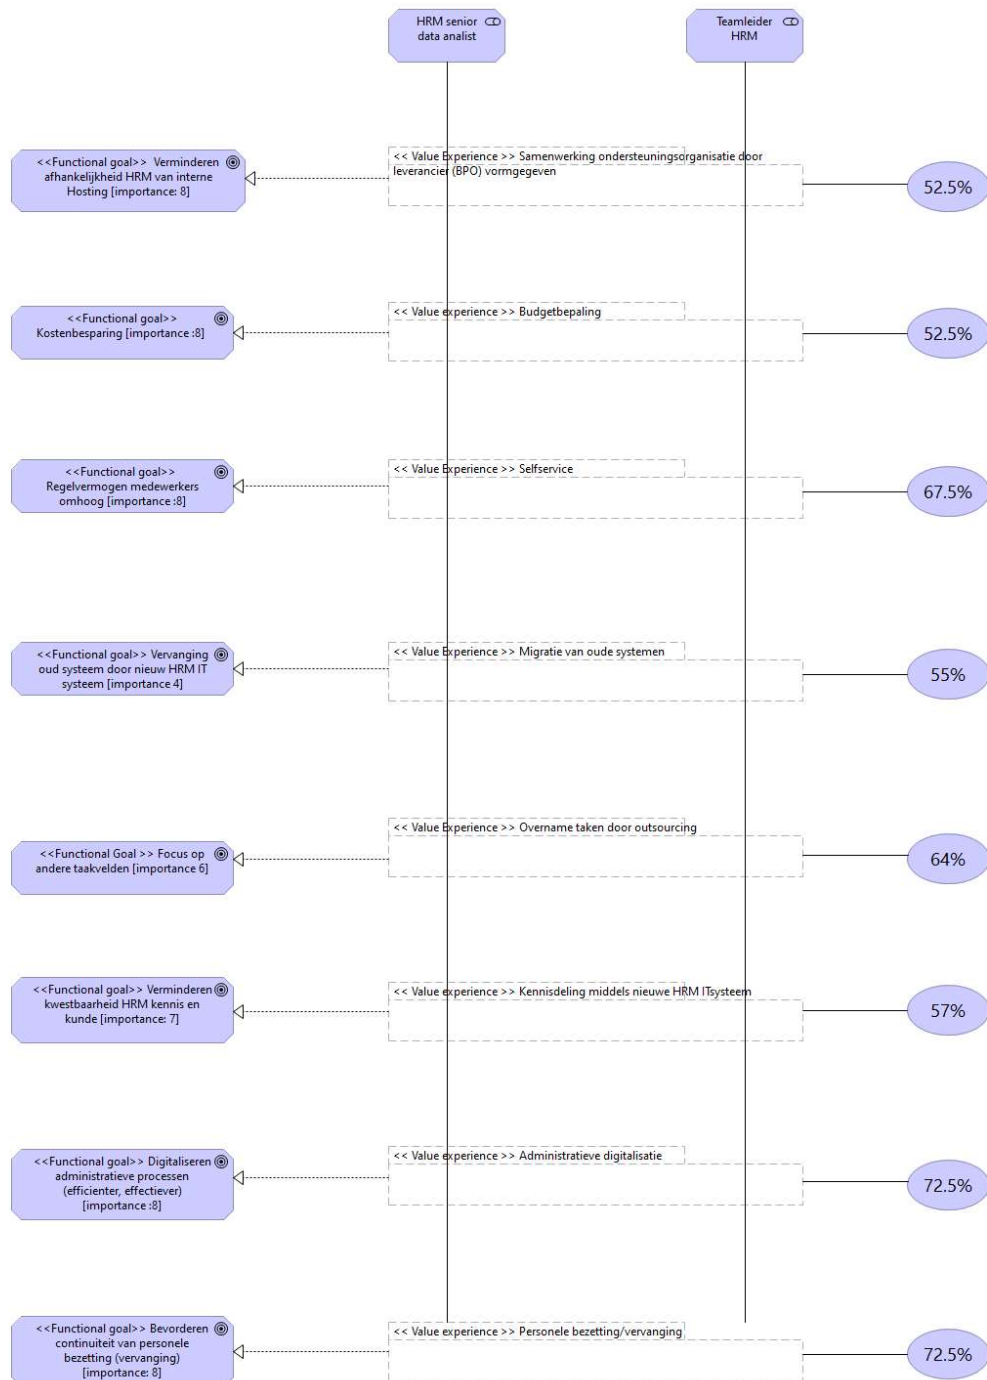 HRM senior
data analist
Teamleider
HRM
<<Functional goal>> Verminderen
afhankelijkheid HRM van interne
Hosting [importance: 8]
<< Value Experience >> Samenwerking ondersteuningsorganisatie door
leverancier (BPO) vormgegeven
52.5%
<<Functional goal>>
Kostenbesparing [importance :8]
<< Value experience >> Budgetbepaling
52.5%
<<Functional goal>>
Regelvermogen medewerkers
omhoog [importance :8]
<< Value Experience >> Selfservice
67.5%
<<Functional goal>> Vervanging
oud systeem door nieuw HRM IT
systeem [importance 4]
<< Value Experience >> Migratie van oude systemen
55%
<<Functional Goal >> Focus op
andere taakvelden [importance 6]
<< Value Experience >> Overname taken door outsourcing
64%
<<Functional goal>> Verminderen
kwestbaarheid HRM kennis en
kunde [importance: 7]
<< Value experience >> Kennisdeling middels nieuwe HRM ITsysteem
57%
<<Functional goal>> Digitaliseren
administratieve processen
(efficienter, effectiever)
[importance :8]
<< Value experience >> Administratieve digitalisatie
72.5%
<<Functional goal>> Bevorderen
continuiteit van personele
bezetting (vervanging)
[importance: 8]
<< Value experience >> Personele bezetting/vervanging
72.5%